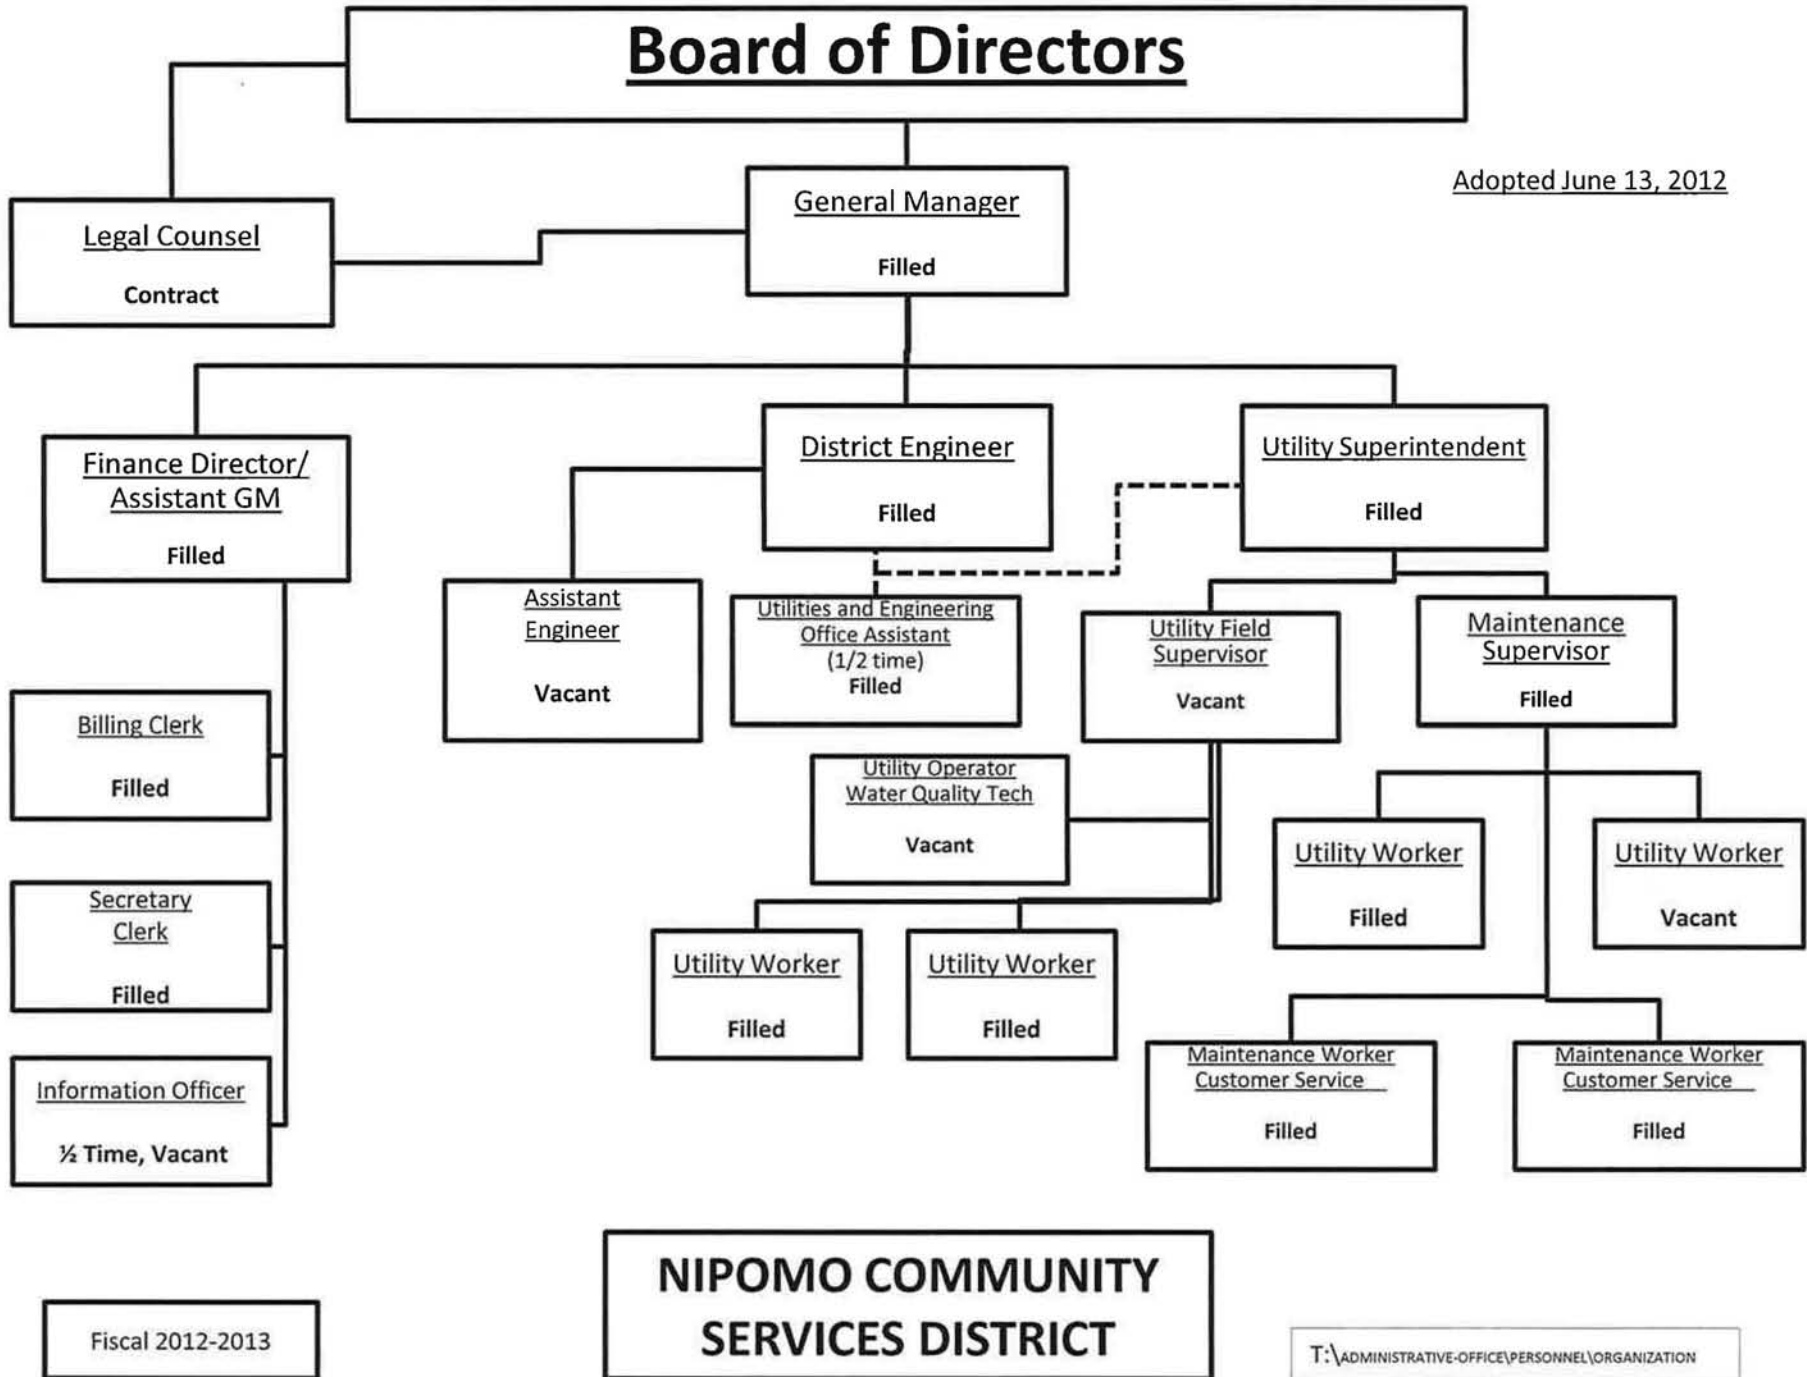 Board of Directors
Adopted June 13, 2012
General Manager
Filled
Legal Counsel
Contract
Finance Director/
Assistant GM
Filled
District Engineer
Filled
Utility Superintendent
Filled
Assistant
Engineer
Vacant
Utilities and Engineering
Office Assistant
(1/2 time)
Filled
Utility Field
Supervisor
Vacant
Maintenance
Supervisor
Filled
Billing Clerk
Filled
Utility Operator
Water Quality Tech
Vacant
Utility Worker
Filled
Utility Worker
Vacant
Secretary
Clerk
Filled
Utility Worker
Filled
Utility Worker
Filled
Information Officer
½ Time, Vacant
Maintenance Worker
Customer Service
Filled
Maintenance Worker
Customer Service
Filled
NIPOMO COMMUNITY
SERVICES DISTRICT
Fiscal 2012-2013
T:\ADMINISTRATIVE-OFFICE\PERSONNEL\ORGANIZATION